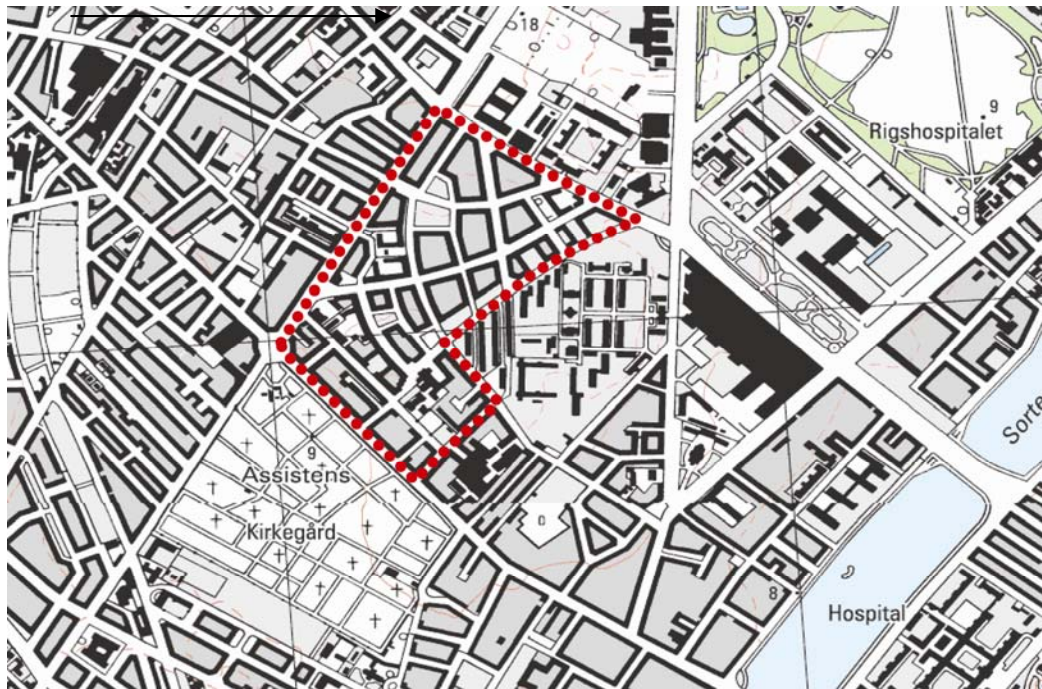 18
9
Rigshospitalet
9
Assistens
Kirkegård
Sorte
8
Hospital